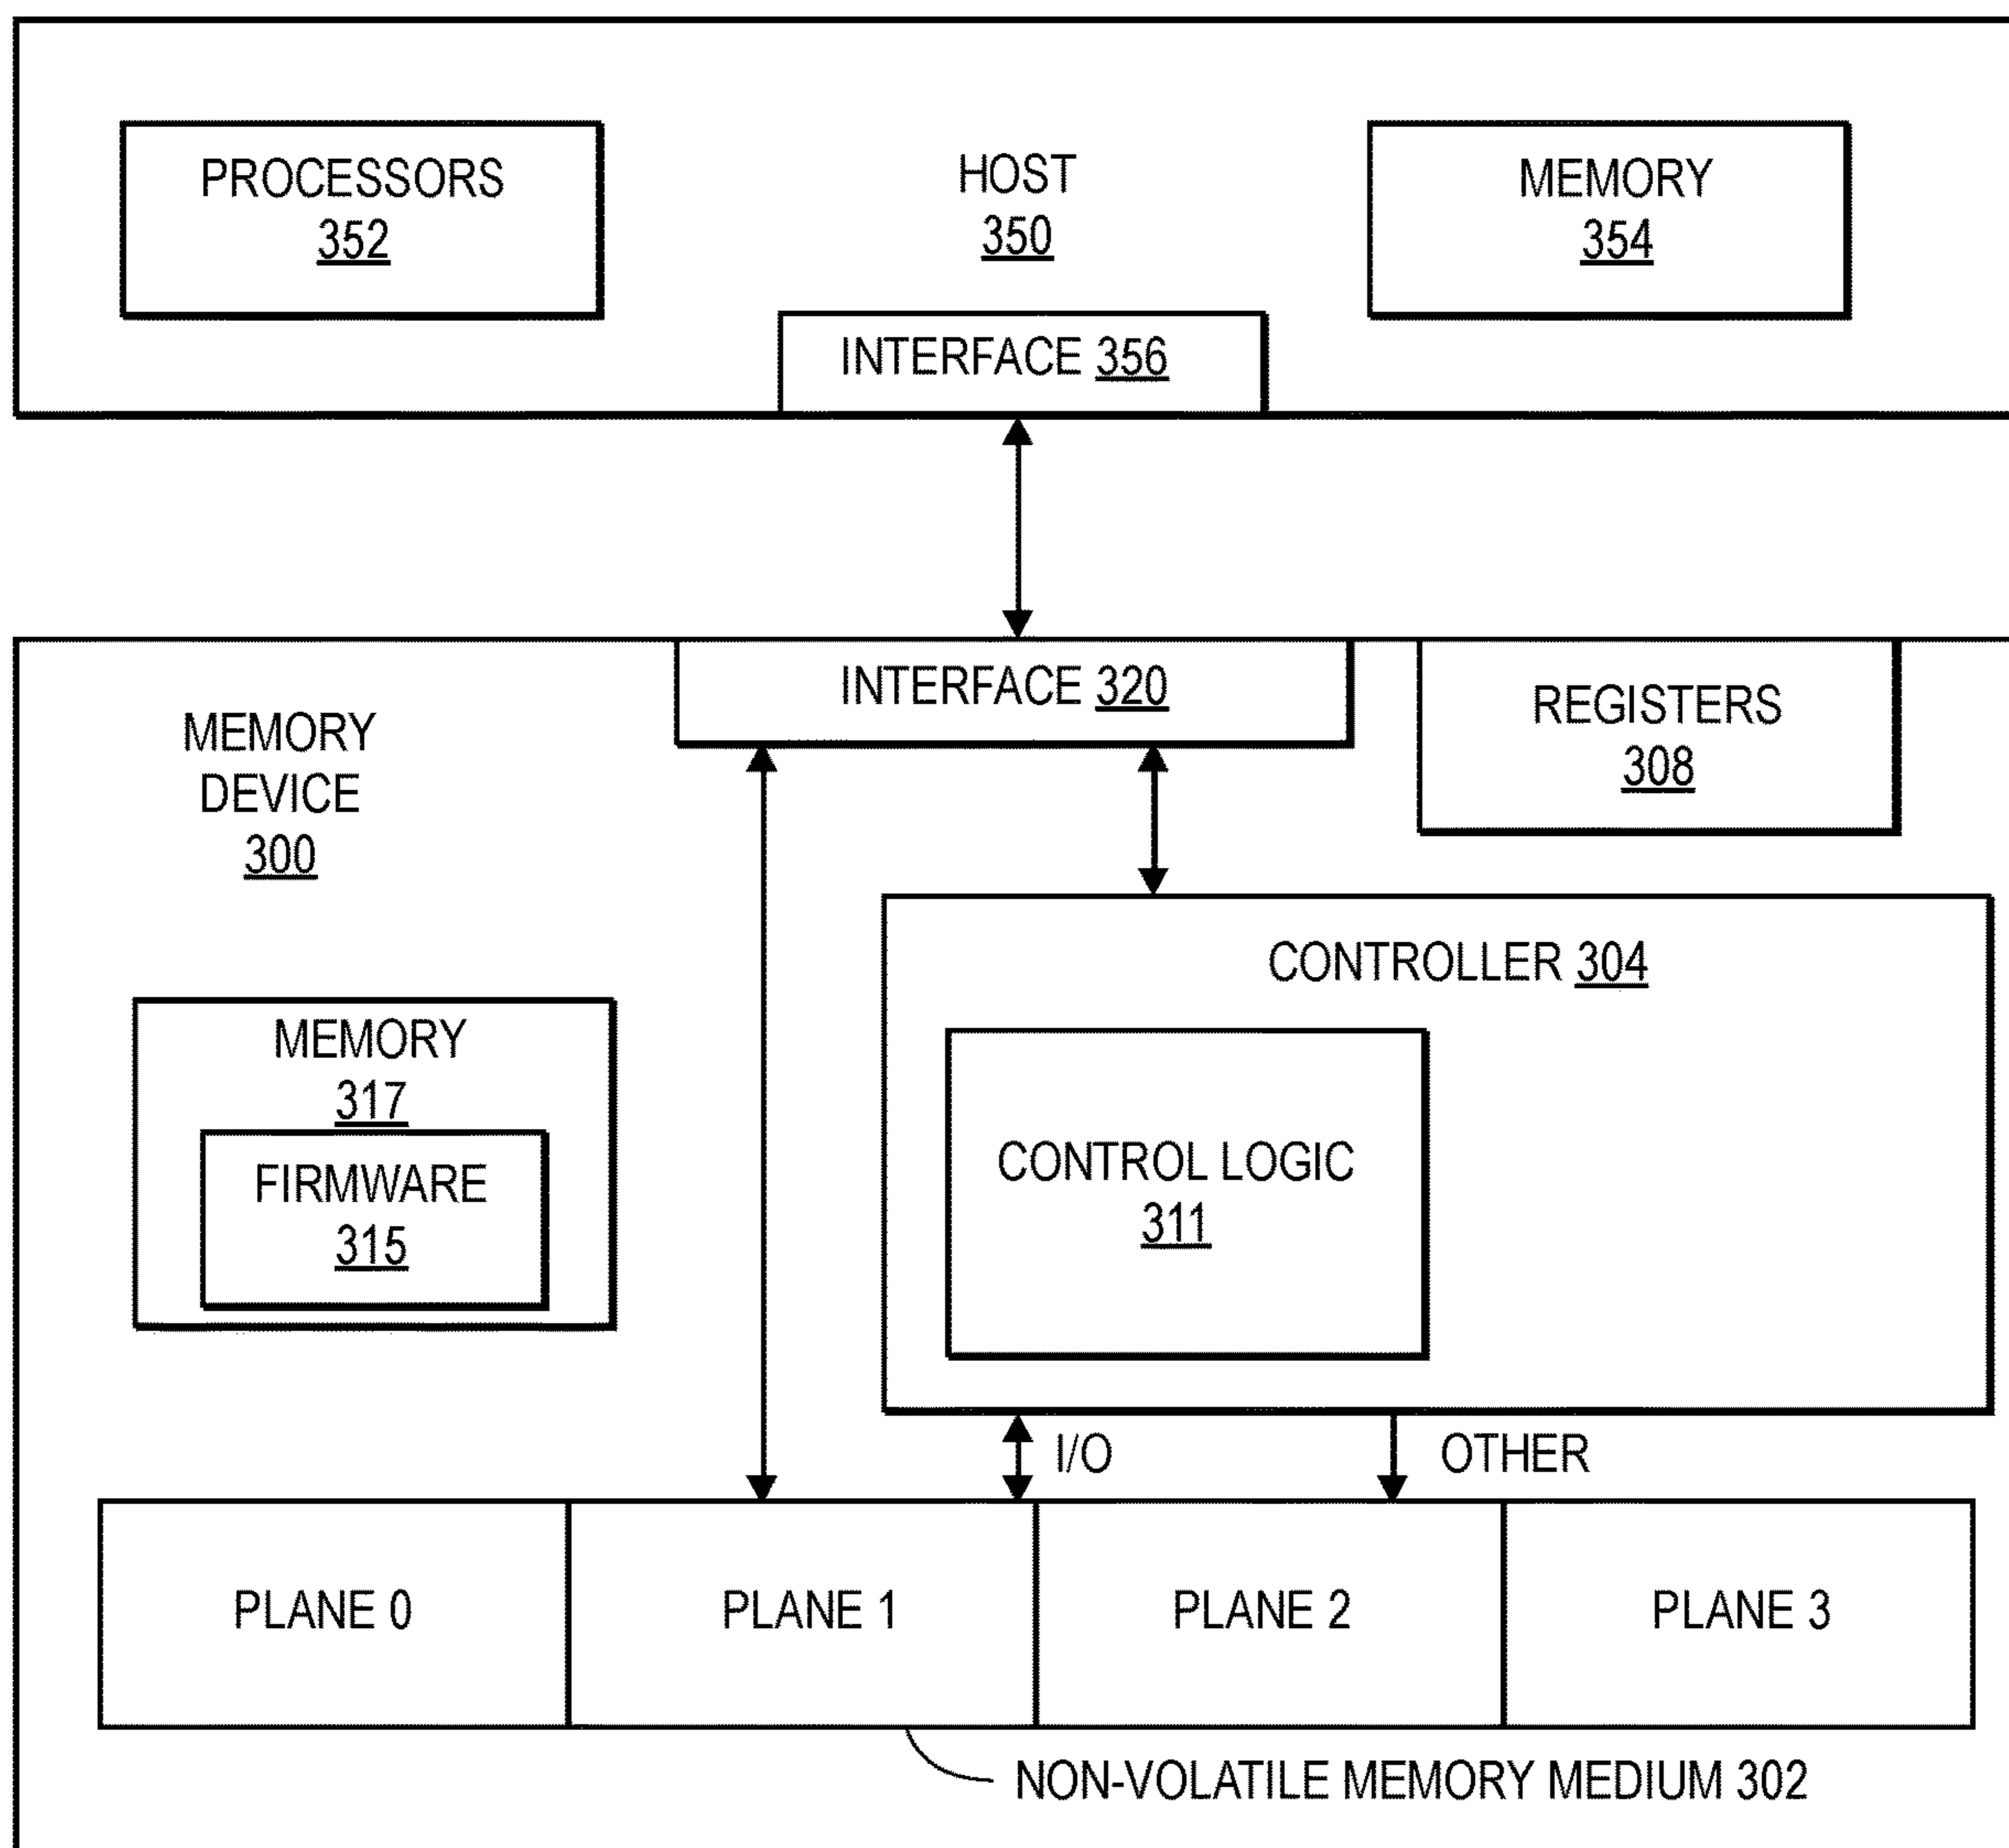 PROCESSORS
352
HOST
350
MEMORY
354
INTERFACE 356
INTERFACE 320
REGISTERS
308
MEMORY
DEVICE
300
CONTROLLER 304
MEMORY
317
FIRMWARE
315
CONTROL LOGIC
311
I/O
OTHER
PLANE 0
PLANE 1
PLANE 2
PLANE 3
NON-VOLATILE MEMORY MEDIUM 302